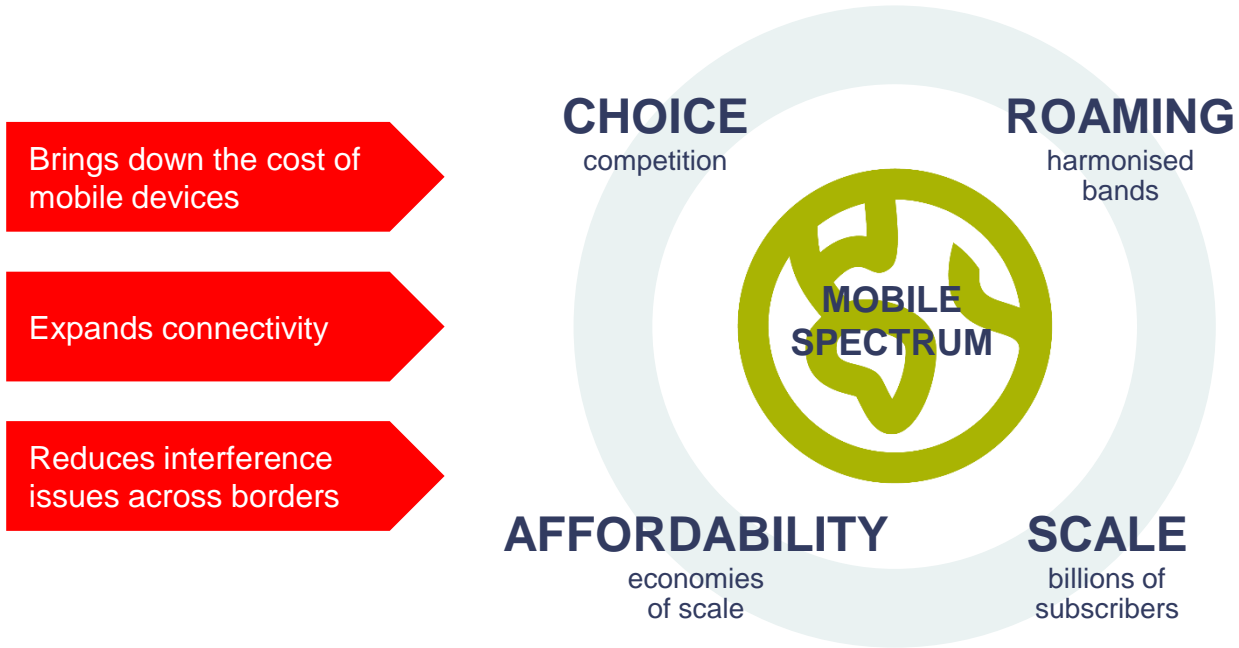 Brings down the cost of
mobile devices
Expands connectivity
Reduces interference
issues across borders
CHOICE
competition
ROAMING
harmonised
bands
MOBILE
SPECTRUM
AFFORDABILITY
economies
of scale
SCALE
billions of
subscribers